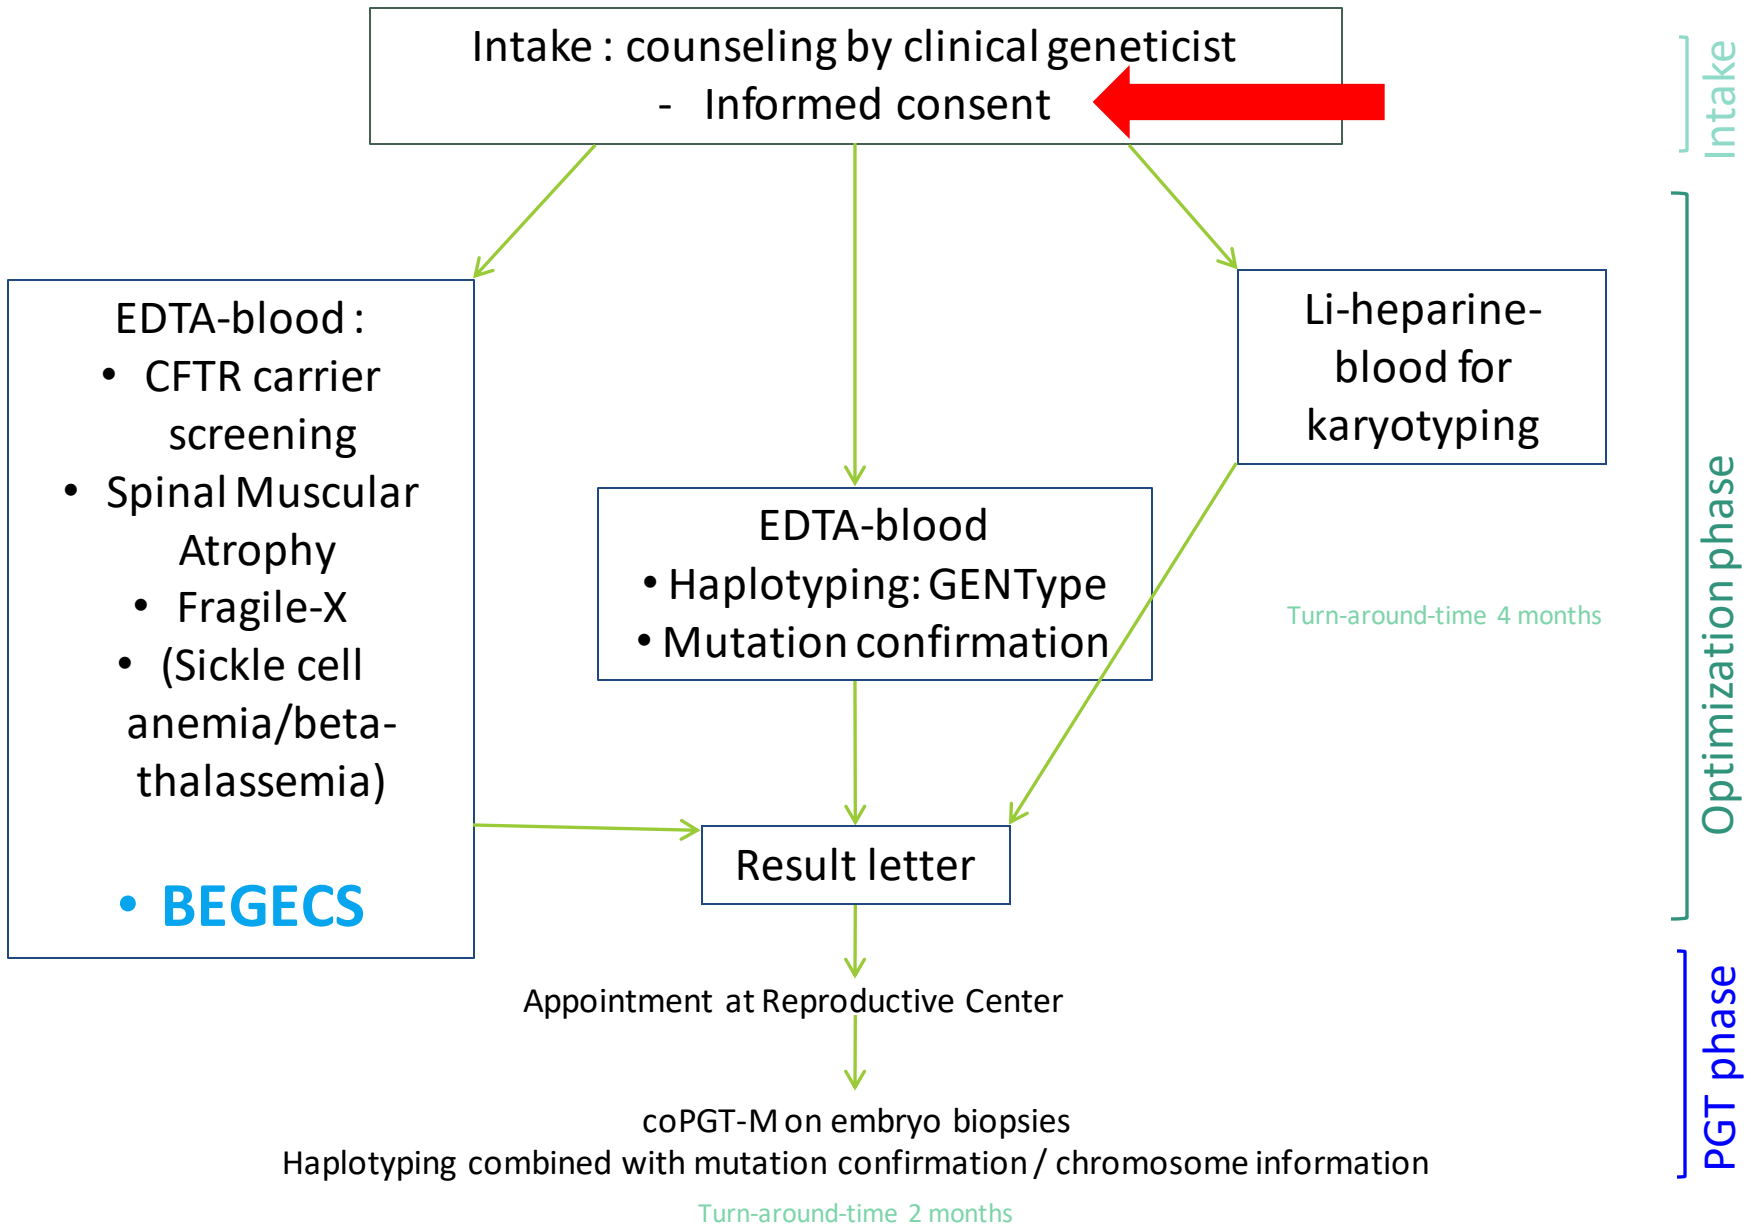 Intake : counseling by clinical geneticist
- Informed consent
Intake
EDTA-blood :
• CFTR carrier
screening
• Spinal Muscular
Atrophy
• Fragile-X
• (Sickle cell
anemia/beta-
thalassemia)
• BEGECS
EDTA-blood
• Haplotyping: GENType
• Mutation confirmation
Li-heparine-
blood for
karyotyping
Turn-around-time 4 months
Optimization phase
Result letter
Appointment at Reproductive Center
coPGT-M on embryo biopsies
Haplotyping combined with mutation confirmation / chromosome information
Turn-around-time 2 months
PGT phase